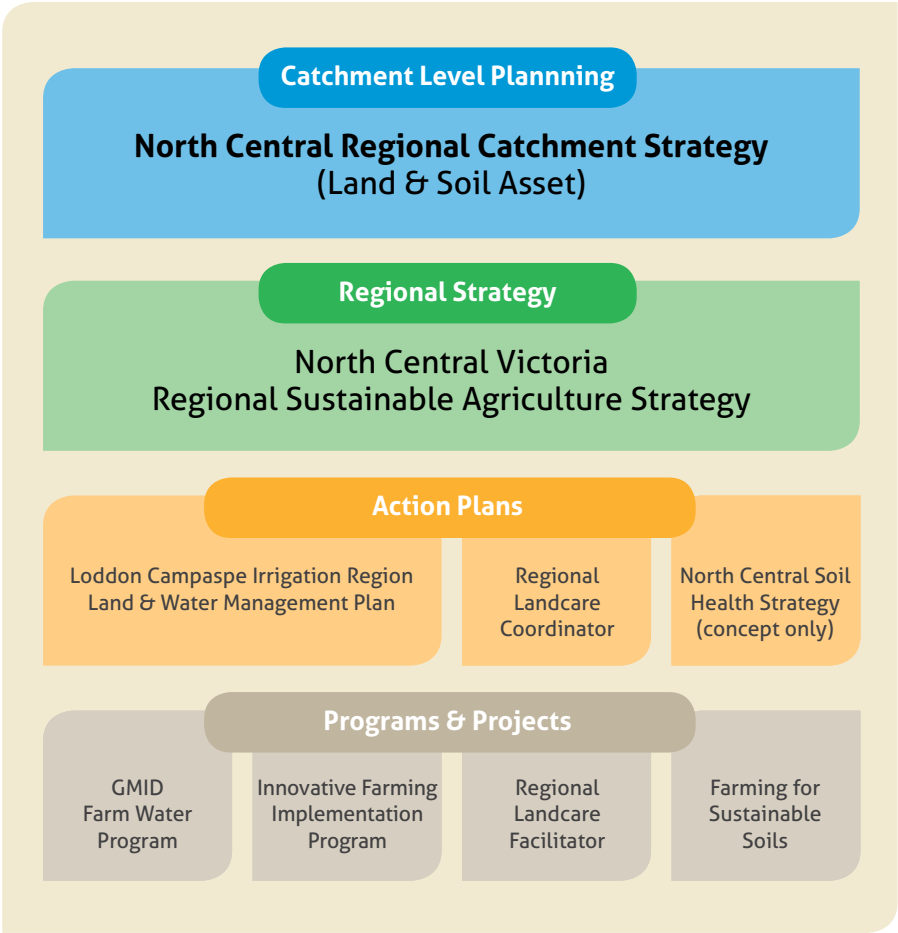 Catchment Level Plannning
North Central Regional Catchment Strategy
(Land & Soil Asset)
Regional Strategy
North Central Victoria
Regional Sustainable Agriculture Strategy
Action Plans
Loddon Campaspe Irrigation Region
Land & Water Management Plan
Regional
Landcare
Coordinator
North Central Soil
Health Strategy
(concept only)
Programs & Projects
GMID
Farm Water
Program
Innovative Farming
Implementation
Program
Regional
Landcare
Facilitator
Farming for
Sustainable
Soils